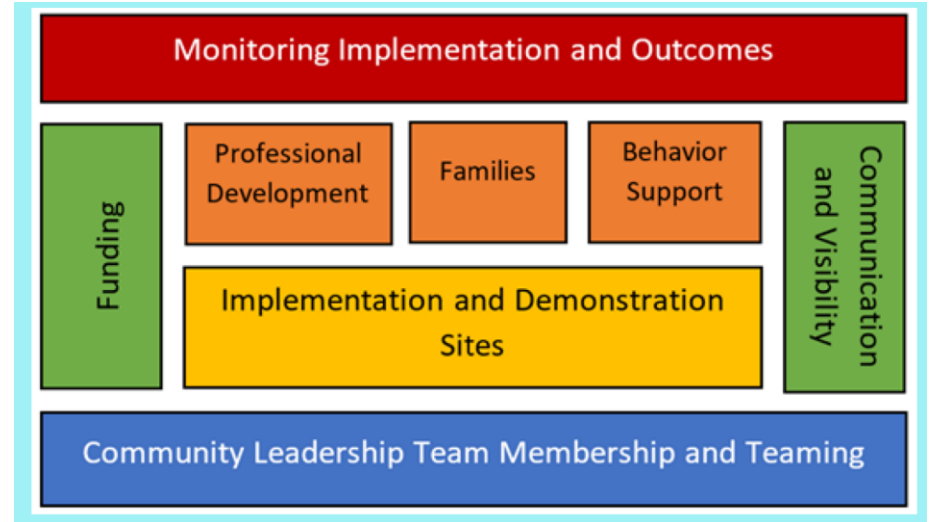 Monitoring Implementation and Outcomes
Funding
Professional
Development
Families
Behavior
Support
Communication
and Visibility
Implementation and Demonstration
Sites
Community Leadership Team Membership and Teaming